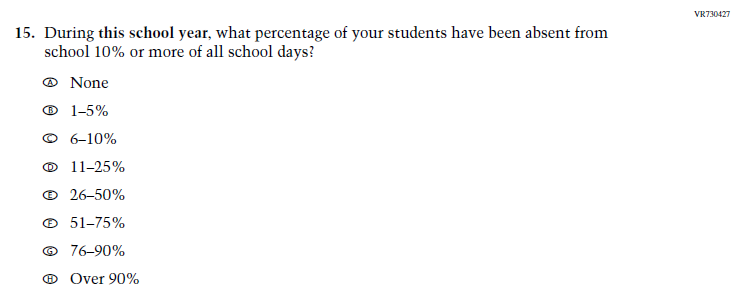 VR730427
15. During this school year, what percentage of your students have been absent from
school 10% or more of all school days?
A None
B 1–5%
C 6–10%
D 11–25%
E 26–50%
F 51–75%
G 76–90%
H Over 90%